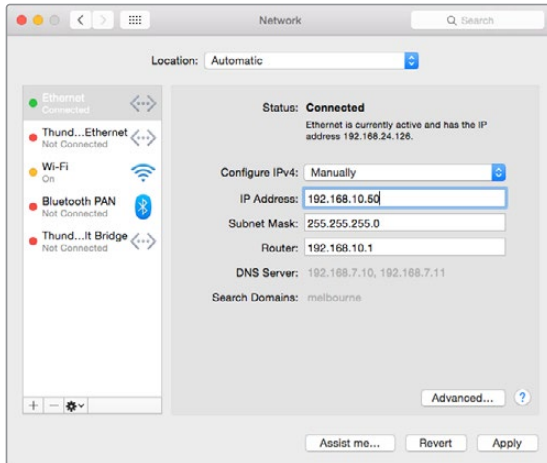 Network
Search
Location: Automatic
Ethernet
Connected
Thund...Ethernet
Not Connected
Wi-Fi
On
Bluetooth PAN
Not Connected
Thund...lt Bridge
Not Connected
Status: Connected
Ethernet is currently active and has the IP
address 192.168.24.126.
Configure IPv4: Manually
IP Address: 192.168.10.50
Subnet Mask: 255.255.255.0
Router: 192.168.10.1
DNS Server: 192.168.7.10, 192.168.7.11
Search Domains: melbourne
Advanced... ?
Assist me... Revert Apply